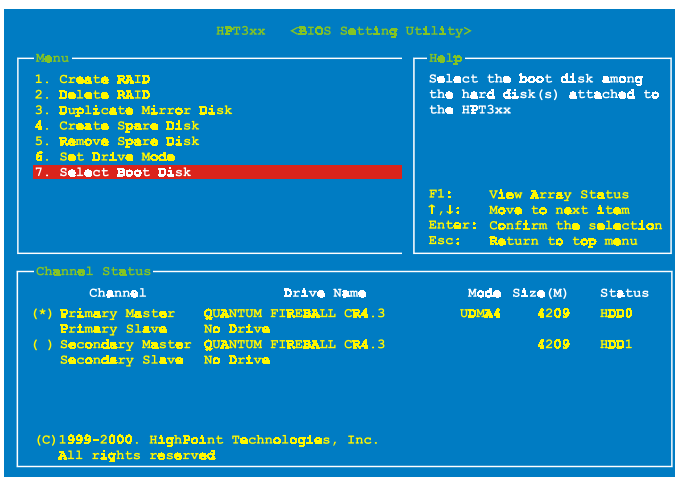 HPT3xx <BIOS Setting Utility>
Menu
1. Create RAID
2. Delete RAID
3. Duplicate Mirror Disk
4. Create Spare Disk
5. Remove Spare Disk
6. Set Drive Mode
7. Select Boot Disk
Help
Select the boot disk among
the hard disk(s) attached to
the HPT3xx
F1: View Array Status
↑,↓: Move to next item
Enter: Confirm the selection
Esc: Return to top menu
Channel Status
Channel Drive Name Mode Size(M) Status
(*) Primary Master QUANTUM FIREBALL CR4.3 UDMA4 4209 HDD0
Primary Slave No Drive
( ) Secondary Master QUANTUM FIREBALL CR4.3 4209 HDD1
Secondary Slave No Drive
(C)1999-2000. HighPoint Technologies, Inc.
All rights reserved